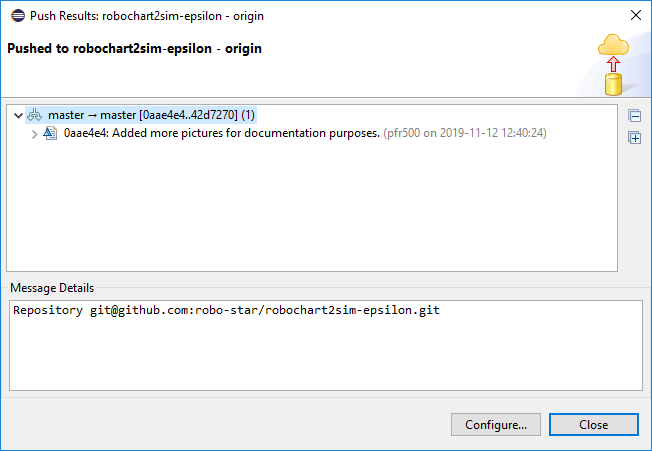 Push Results: robochart2sim-epsilon - origin
Pushed to robochart2sim-epsilon - origin
master → master [0aae4e4..42d7270] (1)
0aae4e4: Added more pictures for documentation purposes. (pfr500 on 2019-11-12 12:40:24)
Message Details
Repository git@github.com:robo-star/robochart2sim-epsilon.git
Configure...
Close